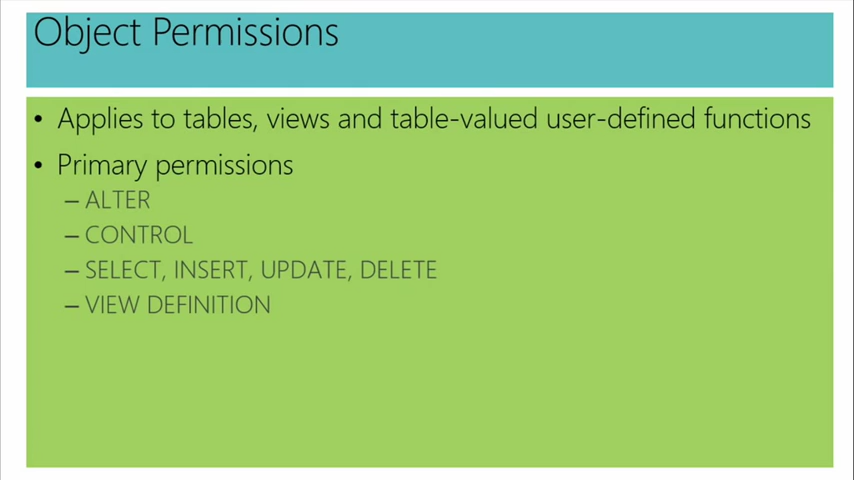 Object Permissions
• Applies to tables, views and table-valued user-defined functions
• Primary permissions
– ALTER
– CONTROL
– SELECT, INSERT, UPDATE, DELETE
– VIEW DEFINITION